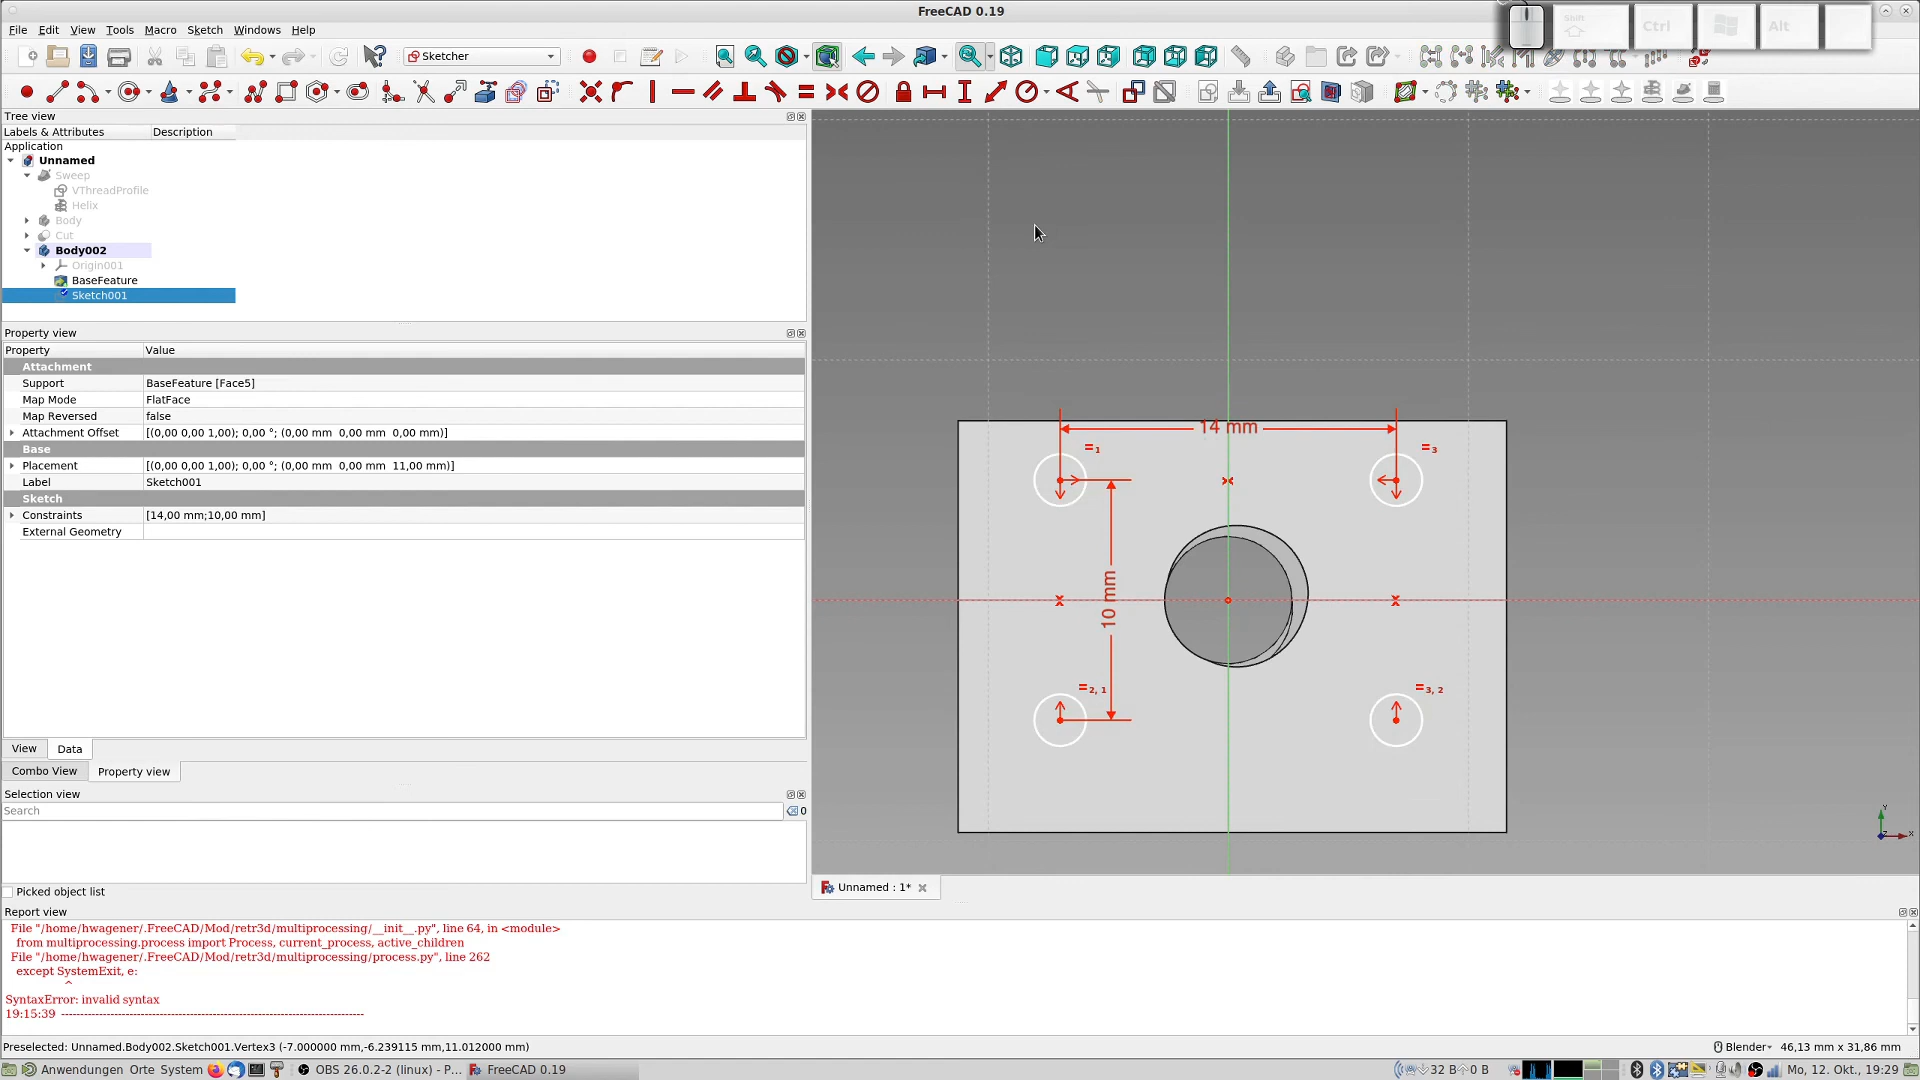 FreeCAD 0.19
Shift
Ctrl
Alt
File Edit View Tools Macro Sketch Windows Help
Sketcher
Tree view
Labels & Attributes Description
Application
Unnamed
Sweep
VThreadProfile
Helix
Body
Cut
Body002
Origin001
BaseFeature
Sketch001
Property view
Property Value
Attachment
Support BaseFeature [Face5]
Map Mode FlatFace
Map Reversed false
Attachment Offset [(0,00 0,00 1,00); 0,00 °; (0,00 mm 0,00 mm 0,00 mm)]
Base
Placement [(0,00 0,00 1,00); 0,00 °; (0,00 mm 0,00 mm 11,00 mm)]
Label Sketch001
Sketch
Constraints [14,00 mm;10,00 mm]
External Geometry
14 mm
=1
=3
10 mm
=2, 1
=3, 2
Y
Z
X
View Data
Combo View Property view
Selection view
Search
0
Picked object list
Unnamed : 1*
Report view
File "/home/hwagener/.FreeCAD/Mod/retr3d/multiprocessing/__init__.py", line 64, in <module>
from multiprocessing.process import Process, current_process, active_children
File "/home/hwagener/.FreeCAD/Mod/retr3d/multiprocessing/process.py", line 262
except SystemExit, e:
^
SyntaxError: invalid syntax
19:15:39 --------------------------------------------------------------------------------
Preselected: Unnamed.Body002.Sketch001.Vertex3 (-7.000000 mm,-6.239115 mm,11.012000 mm)
Blender 46,13 mm x 31,86 mm
Anwendungen Orte System OBS 26.0.2-2 (linux) - P... FreeCAD 0.19 32 B 0 B Mo, 12. Okt., 19:29